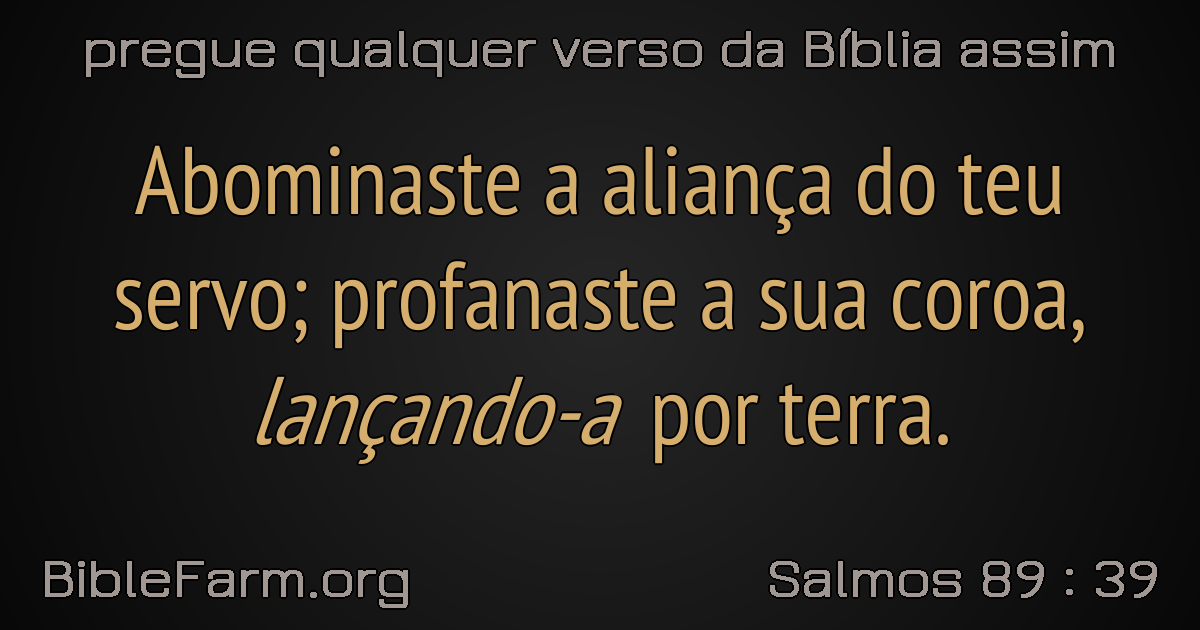 pregue qualquer verso da Bíblia assim
Abominaste a aliança do teu
servo; profanaste a sua coroa,
lançando-a por terra.
BibleFarm.org
Salmos 89 : 39